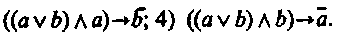 ((a ∨ b) ∧ a) → b̅; 4) ((a ∨ b) ∧ b) → a̅.